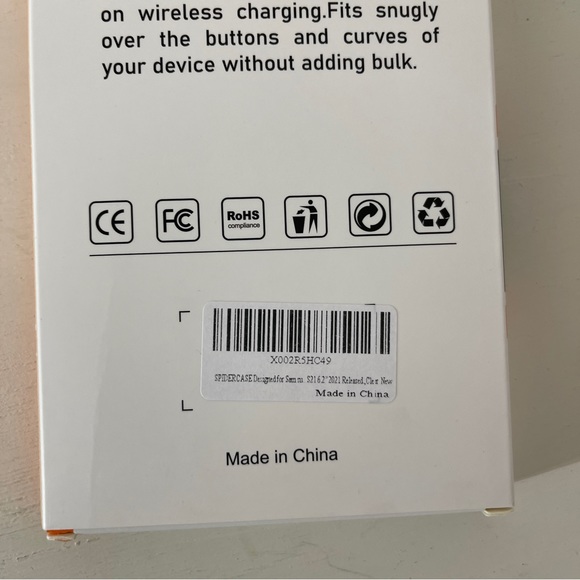 on wireless charging.Fits snugly
over the buttons and curves of
your device without adding bulk.
CE FC RoHS
compliance
X002R5HC49
SPIDERCASE Designed for S21 6.2" 2021 Released,Clear New
Made in China
Made in China